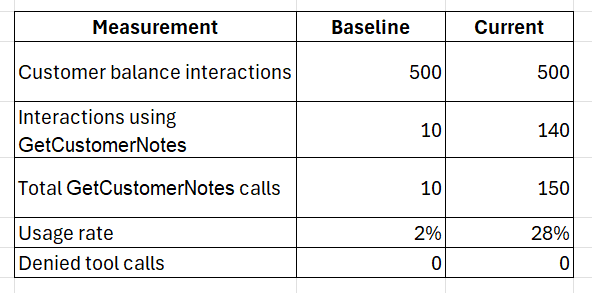 Measurement Baseline Current
Customer balance interactions 500 500
Interactions using
GetCustomerNotes 10 140
Total GetCustomerNotes calls 10 150
Usage rate 2% 28%
Denied tool calls 0 0